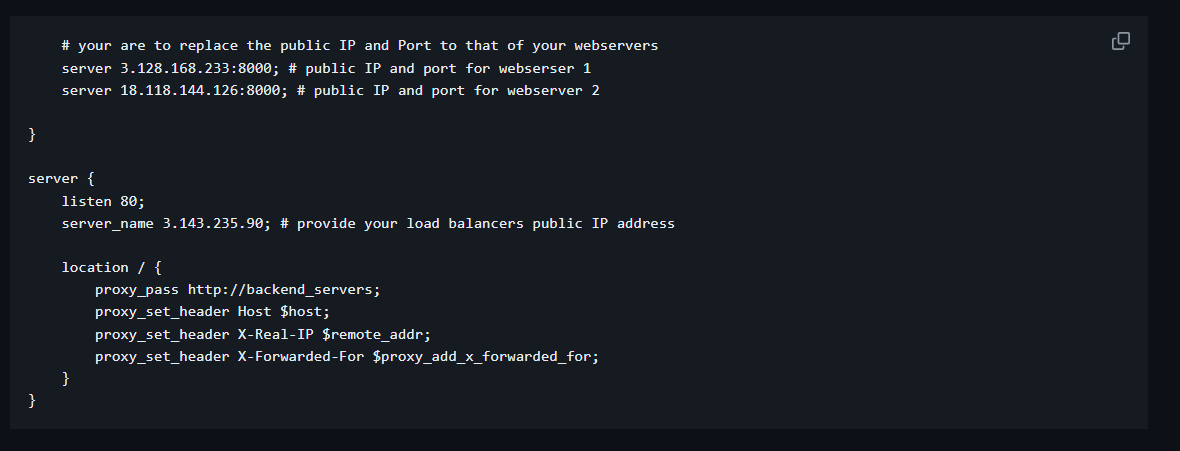 # your are to replace the public IP and Port to that of your webservers
server 3.128.168.233:8000; # public IP and port for webserser 1
server 18.118.144.126:8000; # public IP and port for webserver 2
}
server {
listen 80;
server_name 3.143.235.90; # provide your load balancers public IP address
location / {
proxy_pass http://backend_servers;
proxy_set_header Host $host;
proxy_set_header X-Real-IP $remote_addr;
proxy_set_header X-Forwarded-For $proxy_add_x_forwarded_for;
}
}